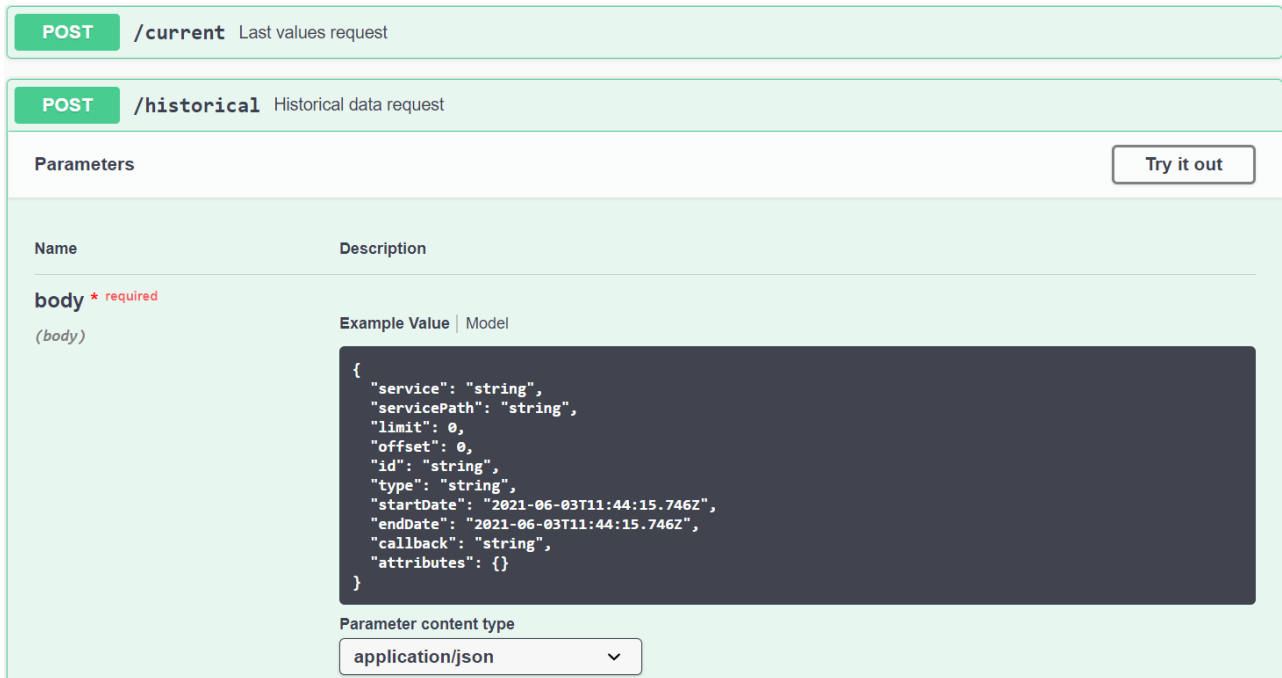 POST /current Last values request
POST /historical Historical data request
Parameters Try it out
Name Description
body * required
(body)
Example Value | Model
{
  "service": "string",
  "servicePath": "string",
  "limit": 0,
  "offset": 0,
  "id": "string",
  "type": "string",
  "startDate": "2021-06-03T11:44:15.746Z",
  "endDate": "2021-06-03T11:44:15.746Z",
  "callback": "string",
  "attributes": {}
}
Parameter content type
application/json